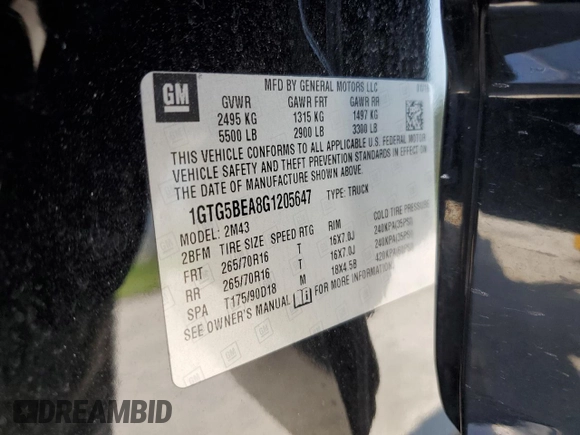 GM
MFD BY GENERAL MOTORS LLC
GVWR GAWR FRT GAWR RR
2495 KG 1315 KG 1497 KG
5500 LB 2900 LB 3300 LB
THIS VEHICLE CONFORMS TO ALL APPLICABLE U.S. FEDERAL MOTOR
VEHICLE SAFETY AND THEFT PREVENTION STANDARDS IN EFFECT ON
THE DATE OF MANUFACTURE SHOWN ABOVE.
1GTG5BEA8G1205647 TYPE: TRUCK
MODEL: 2M43
2BFM TIRE SIZE SPEED RTG RIM COLD TIRE PRESSURE
FRT 265/70R16 T 16X7.0J 240KPA(35PSI)
RR 265/70R16 T 16X7.0J 240KPA(35PSI)
SPA T175/90D18 M 18X4.5B 420KPA(60PSI)
SEE OWNER'S MANUAL FOR MORE INFORMATION
DREAMBID